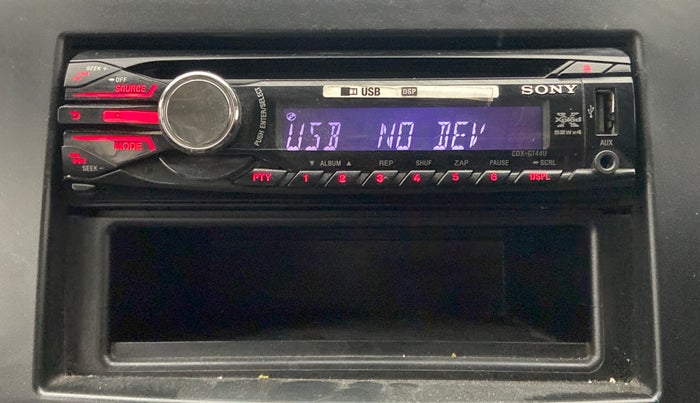 SEEK +
OFF
SOURCE
MODE
SEEK -
PUSH ENTER/SELECT
USB DSP
SONY
USB NO DEV
Xplod
52W×4
CDX-GT44U
AUX
▼ ALBUM ▲ REP SHUF ZAP PAUSE SCRL
PTY 1 2 3 4 5 6 DSPL